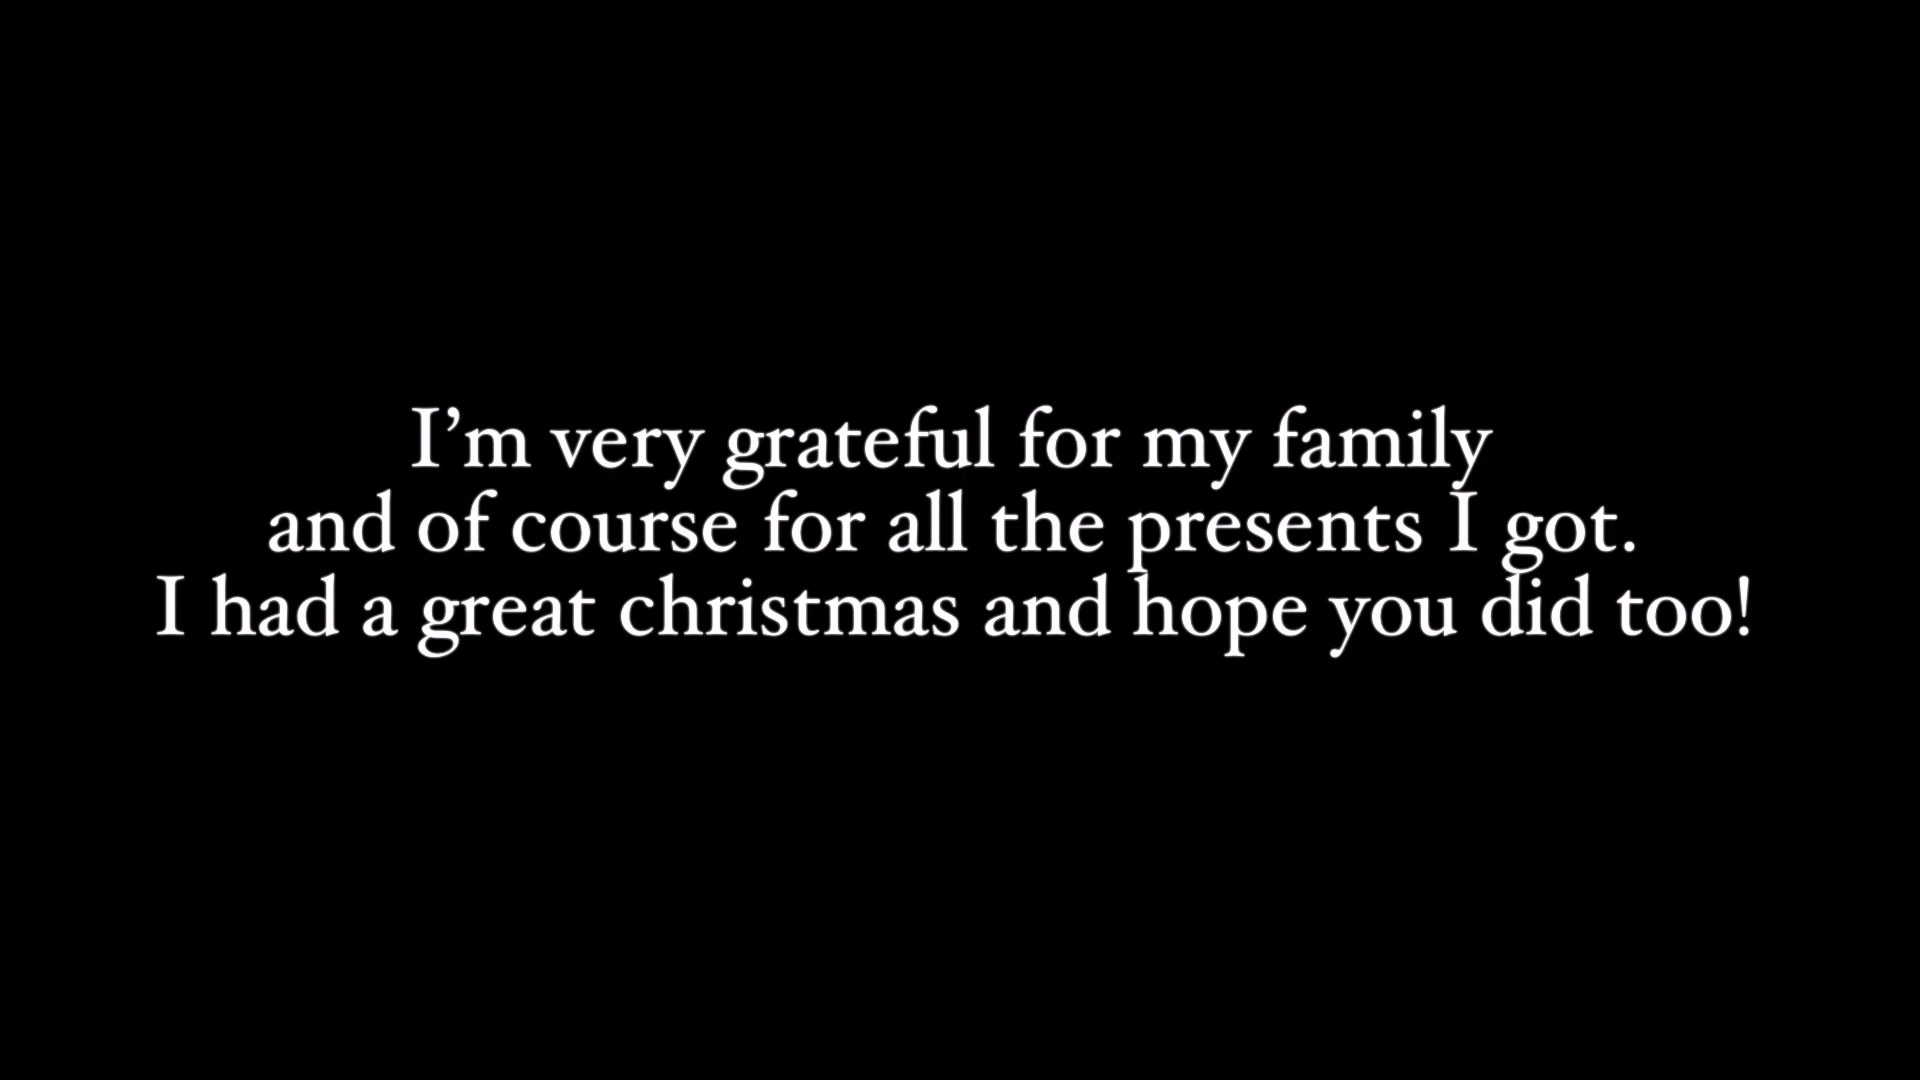 I’m very grateful for my family
and of course for all the presents I got.
I had a great christmas and hope you did too!